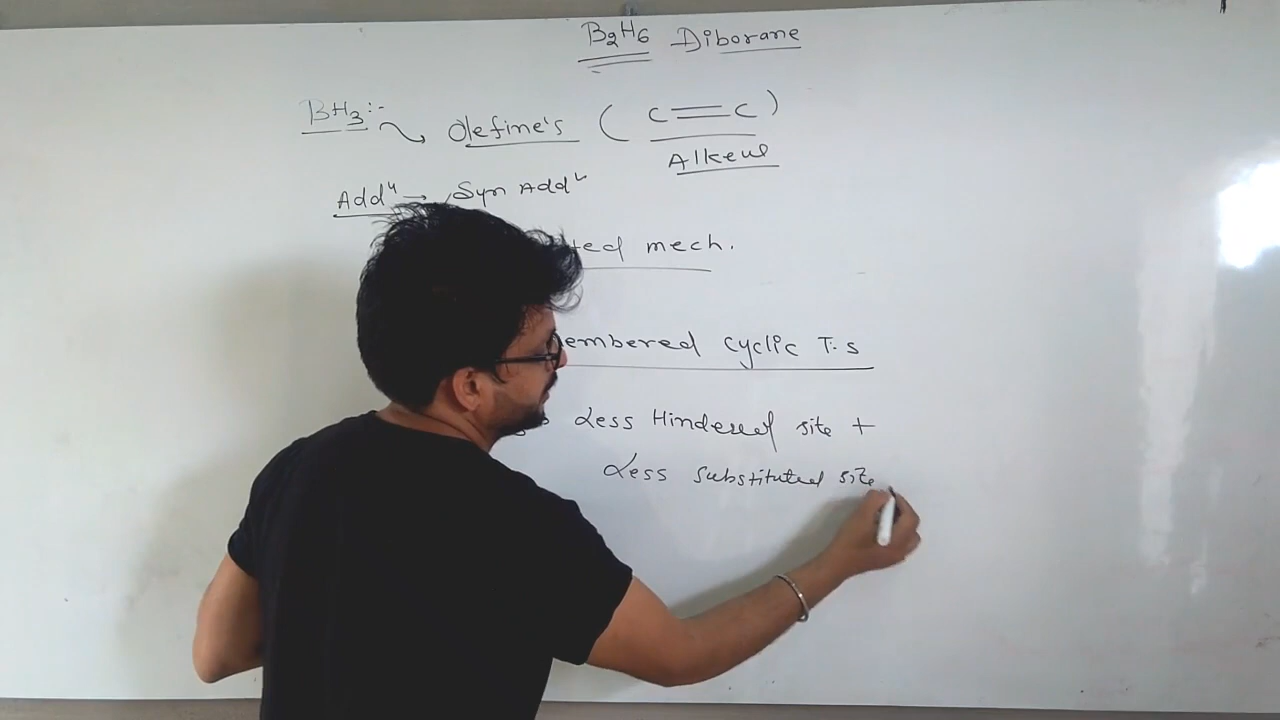 B2H6 Diborane
BH3:- olefine's ( C=C )
Alkene
Add → Syn Add
ted mech.
embered cyclic T.S
Less Hindered site +
Less substituted site